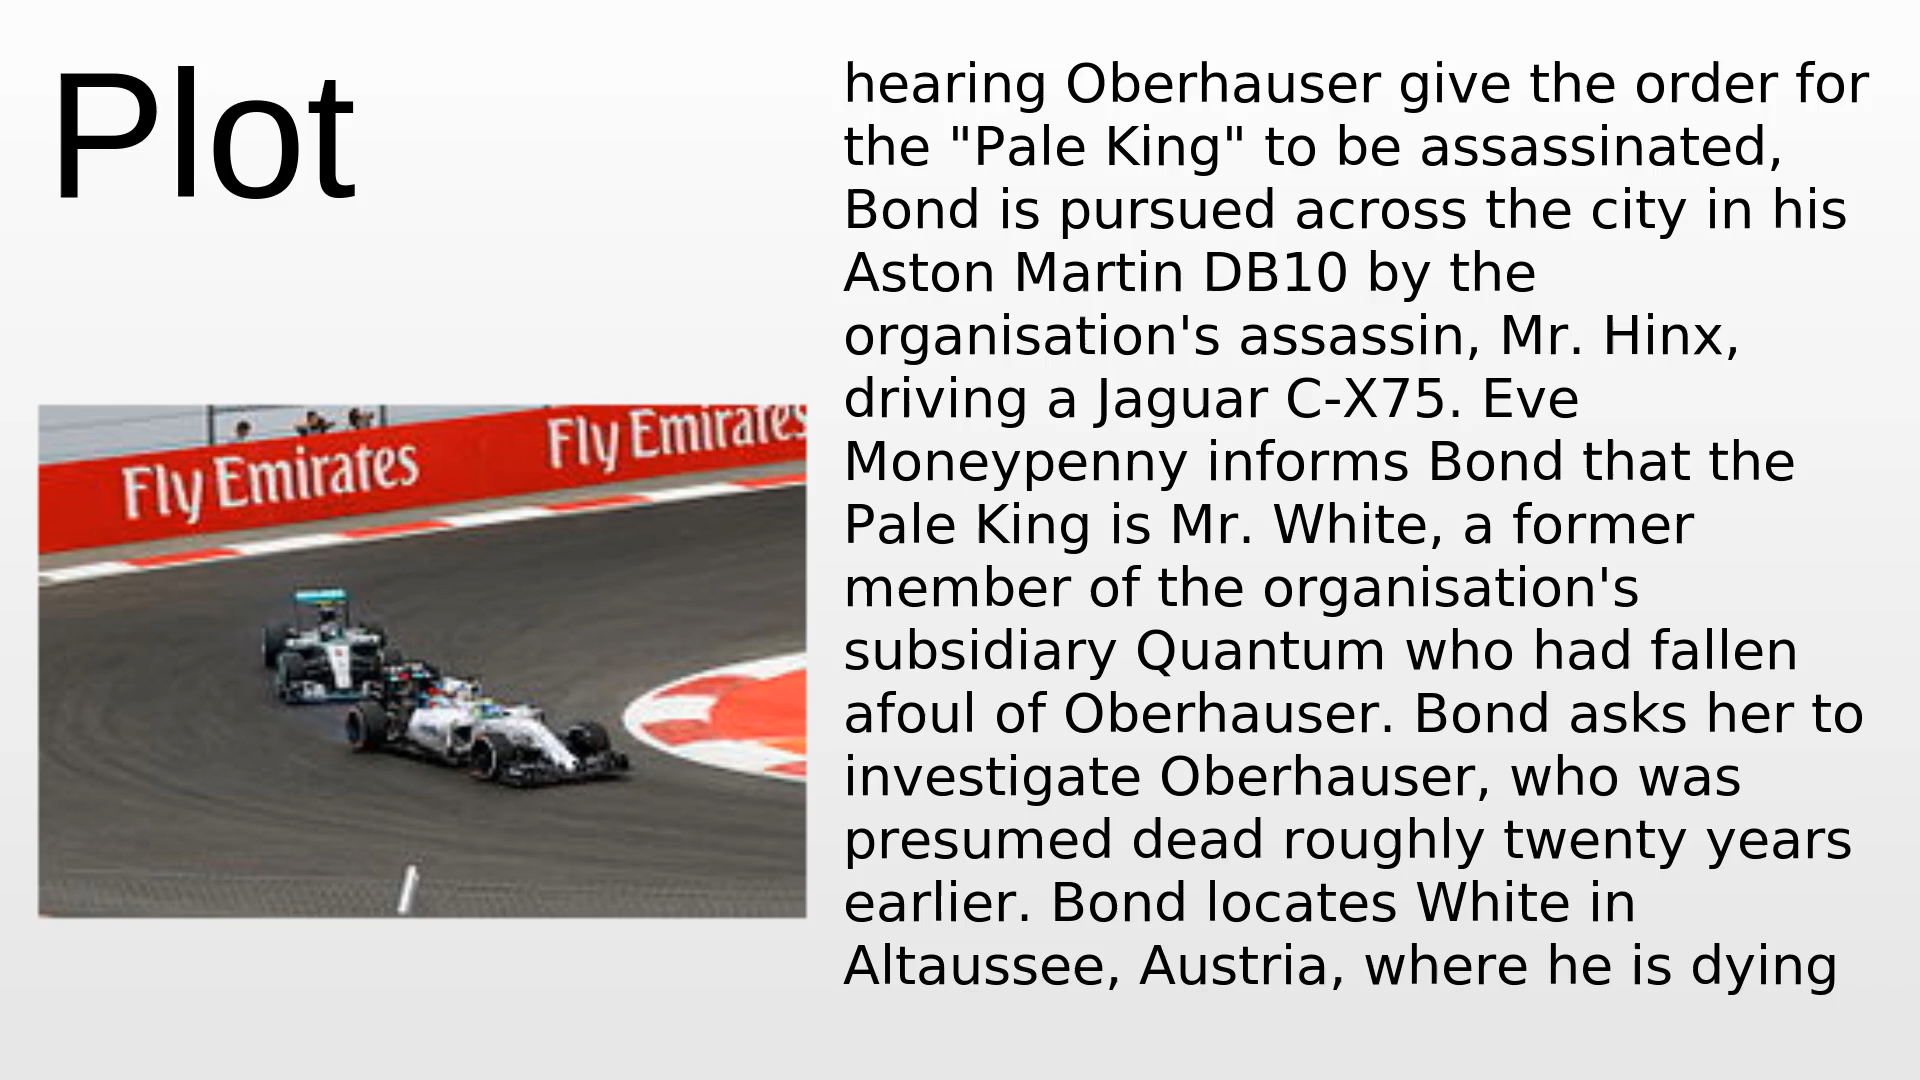 Plot
hearing Oberhauser give the order for
the "Pale King" to be assassinated,
Bond is pursued across the city in his
Aston Martin DB10 by the
organisation's assassin, Mr. Hinx,
driving a Jaguar C-X75. Eve
Moneypenny informs Bond that the
Pale King is Mr. White, a former
member of the organisation's
subsidiary Quantum who had fallen
afoul of Oberhauser. Bond asks her to
investigate Oberhauser, who was
presumed dead roughly twenty years
earlier. Bond locates White in
Altaussee, Austria, where he is dying
Fly Emirates
Fly Emirates